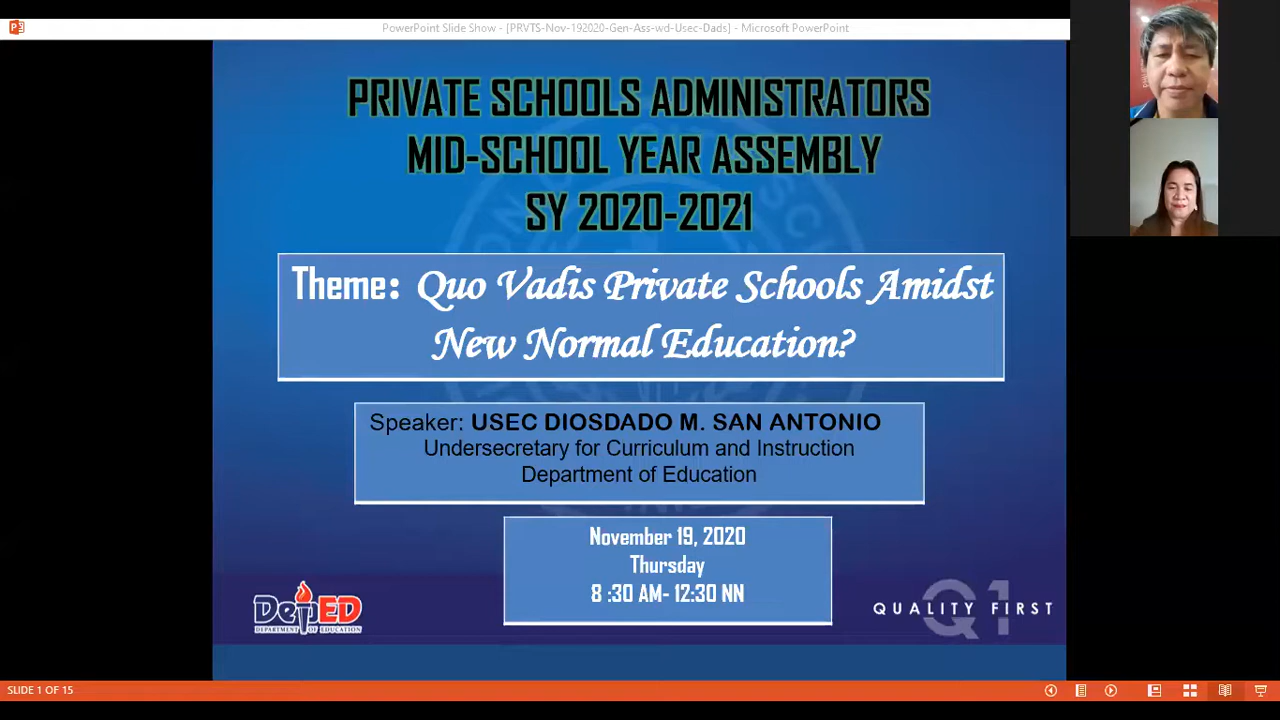 PowerPoint Slide Show - [PRVTS-Nov-192020-Gen-Ass-wd-Usec-Dads] - Microsoft PowerPoint
PRIVATE SCHOOLS ADMINISTRATORS
MID-SCHOOL YEAR ASSEMBLY
SY 2020-2021
Theme: Quo Vadis Private Schools Amidst
New Normal Education?
Speaker: USEC DIOSDADO M. SAN ANTONIO
Undersecretary for Curriculum and Instruction
Department of Education
November 19, 2020
Thursday
8 :30 AM- 12:30 NN
DepED
DEPARTMENT OF EDUCATION
Q1
QUALITY FIRST
SLIDE 1 OF 15